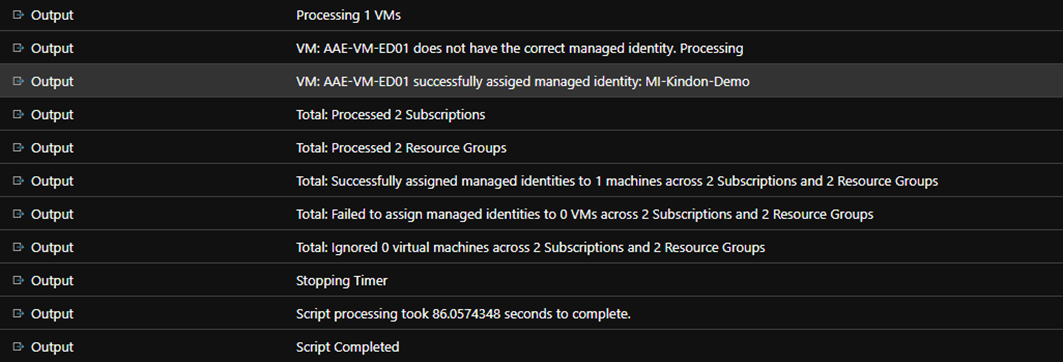 Output Processing 1 VMs
Output VM: AAE-VM-ED01 does not have the correct managed identity. Processing
Output VM: AAE-VM-ED01 successfully assiged managed identity: MI-Kindon-Demo
Output Total: Processed 2 Subscriptions
Output Total: Processed 2 Resource Groups
Output Total: Successfully assigned managed identities to 1 machines across 2 Subscriptions and 2 Resource Groups
Output Total: Failed to assign managed identities to 0 VMs across 2 Subscriptions and 2 Resource Groups
Output Total: Ignored 0 virtual machines across 2 Subscriptions and 2 Resource Groups
Output Stopping Timer
Output Script processing took 86.0574348 seconds to complete.
Output Script Completed